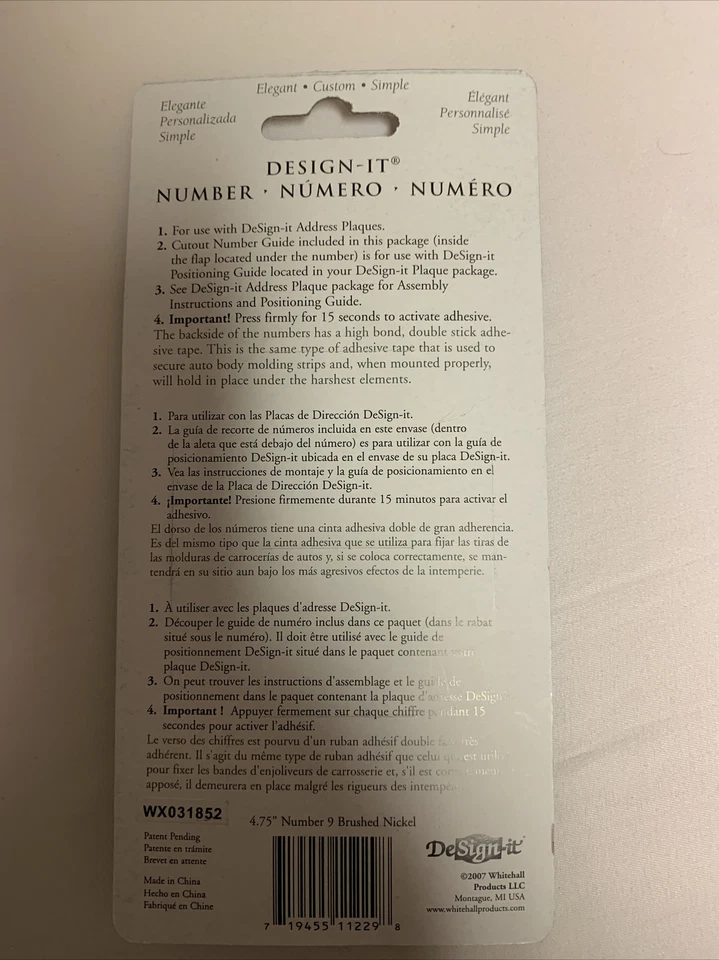 Elegant • Custom • Simple
Elegante
Personalizada
Simple
Élégant
Personnalisé
Simple
DESIGN-IT®
NUMBER · NÚMERO · NUMÉRO
1. For use with DeSign-it Address Plaques.
2. Cutout Number Guide included in this package (inside
the flap located under the number) is for use with DeSign-it
Positioning Guide located in your DeSign-it Plaque package.
3. See DeSign-it Address Plaque package for Assembly
Instructions and Positioning Guide.
4. Important! Press firmly for 15 seconds to activate adhesive.
The backside of the numbers has a high bond, double stick adhe-
sive tape. This is the same type of adhesive tape that is used to
secure auto body molding strips and, when mounted properly,
will hold in place under the harshest elements.
1. Para utilizar con las Placas de Dirección DeSign-it.
2. La guía de recorte de números incluida en este envase (dentro
de la aleta que está debajo del número) es para utilizar con la guía de
posicionamiento DeSign-it ubicada en el envase de su placa DeSign-it.
3. Vea las instrucciones de montaje y la guía de posicionamiento en el
envase de la Placa de Dirección DeSign-it.
4. ¡Importante! Presione firmemente durante 15 minutos para activar el
adhesivo.
El dorso de los números tiene una cinta adhesiva doble de gran adherencia.
Es del mismo tipo que la cinta adhesiva que se utiliza para fijar las tiras de
las molduras de carrocerías de autos y, si se coloca correctamente, se man-
tendrá en su sitio aun bajo los más agresivos efectos de la intemperie.
1. À utiliser avec les plaques d'adresse DeSign-it.
2. Découper le guide de numéro inclus dans ce paquet (dans le rabat
situé sous le numéro). Il doit être utilisé avec le guide de
positionnement DeSign-it situé dans le paquet contenant
plaque DeSign-it.
3. On peut trouver les instructions d'assemblage et le guide de
positionnement dans le paquet contenant la plaque d'adresse DeSign
4. Important ! Appuyer fermement sur chaque chiffre pendant 15
secondes pour activer l'adhésif.
Le verso des chiffres est pourvu d'un ruban adhésif double très
adhérent. Il s'agit du même type de ruban adhésif que celui qui est
pour fixer les bandes d'enjoliveurs de carrosserie et, s'il est
apposé, il demeurera en place malgré les rigueurs des
WX031852
4.75" Number 9 Brushed Nickel
Patent Pending
Patente en trámite
Brevet en attente
Made in China
Hecho en China
Fabriqué en Chine
7 19455 11229 8
DeSign-it
©2007 Whitehall
Products LLC
Montague, MI USA
www.whitehallproducts.com